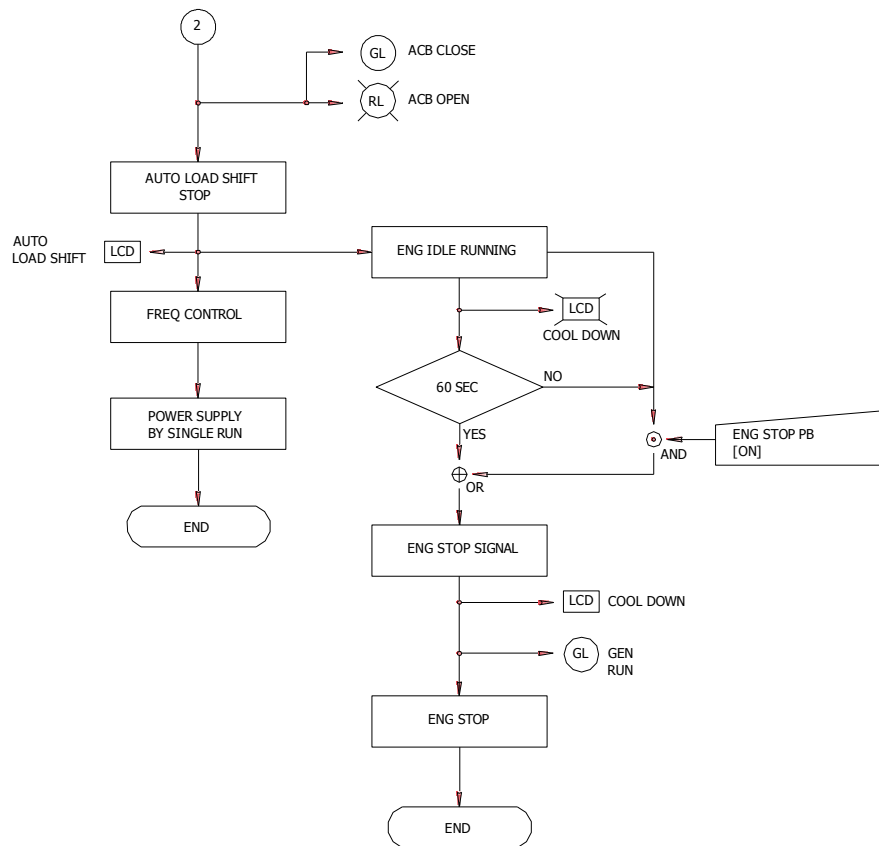 2
GL
ACB CLOSE
RL
ACB OPEN
AUTO LOAD SHIFT
STOP
AUTO
LOAD SHIFT
LCD
ENG IDLE RUNNING
FREQ CONTROL
LCD
COOL DOWN
60 SEC
NO
YES
POWER SUPPLY
BY SINGLE RUN
ENG STOP PB
[ON]
AND
OR
END
ENG STOP SIGNAL
LCD
COOL DOWN
GL
GEN
RUN
ENG STOP
END